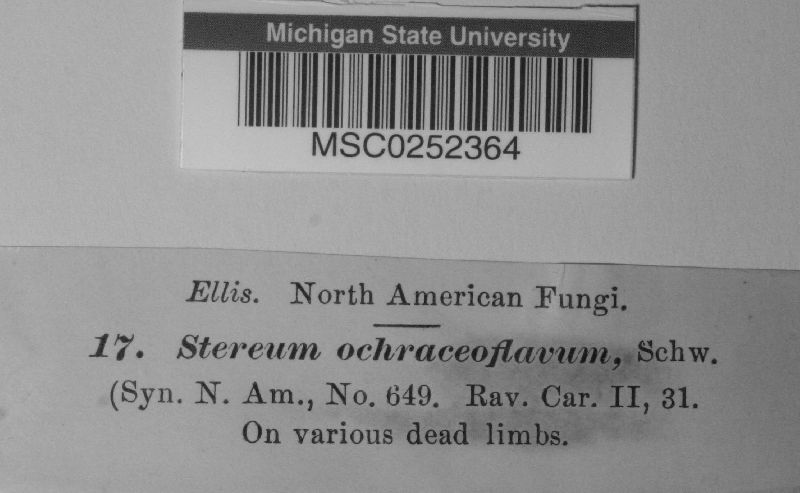 Michigan State University
MSC0252364
Ellis. North American Fungi.
17. Stereum ochraceoflavum, Schw.
(Syn. N. Am., No. 649. Rav. Car. II, 31.
On various dead limbs.